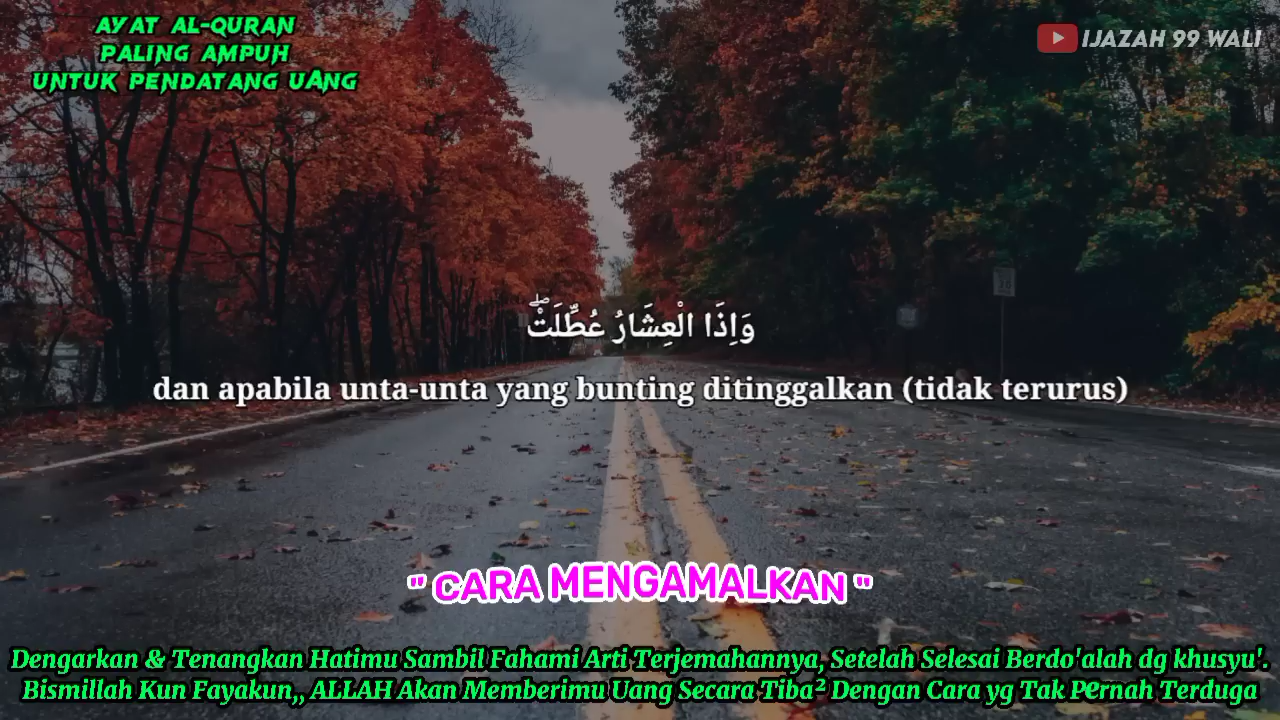 AYAT AL-QURAN
PALING AMPUH
UNTUK PENDATANG UANG
IJAZAH 99 WALI
وَاِذَا الْعِشَارُ عُطِّلَتْۖ
dan apabila unta-unta yang bunting ditinggalkan (tidak terurus)
" CARA MENGAMALKAN "
Dengarkan & Tenangkan Hatimu Sambil Fahami Arti Terjemahannya, Setelah Selesai Berdo'alah dg khusyu'.
Bismillah Kun Fayakun,, ALLAH Akan Memberimu Uang Secara Tiba² Dengan Cara yg Tak Pernah Terduga